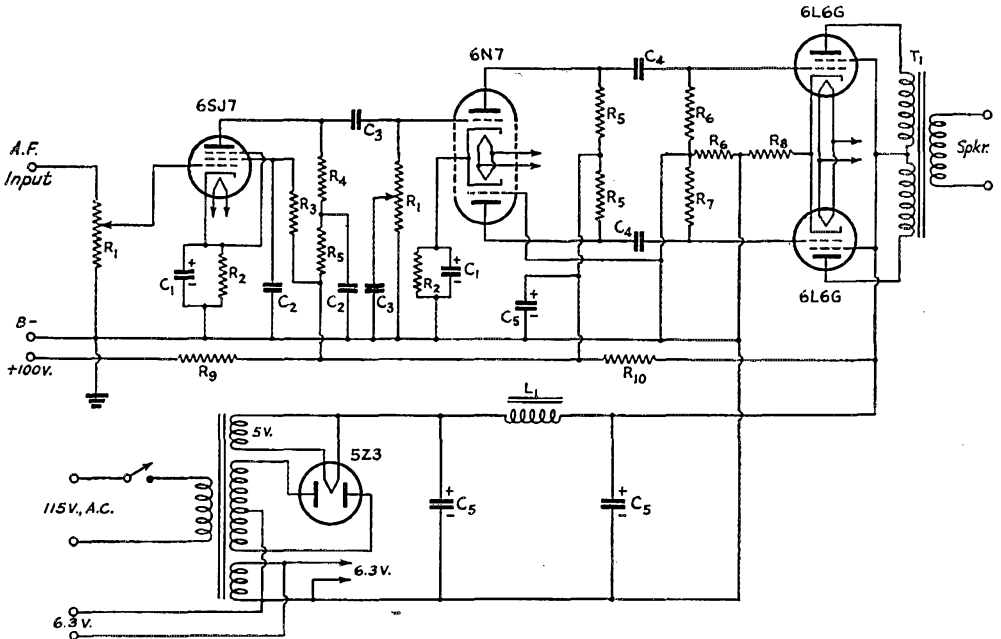 6L6G
6N7
C4
T1
6SJ7
C3
R5
R6
A.F.
Input
R6
R8
Spkr.
R4
R3
R1
R5
R7
R1
R5
C4
C1
R2
C2
C2
C3
R2
C1
C5
6L6G
B-
+100V.
R9
R10
L1
5V.
5Z3
115V., A.C.
C5
C5
6.3V.
6.3V.